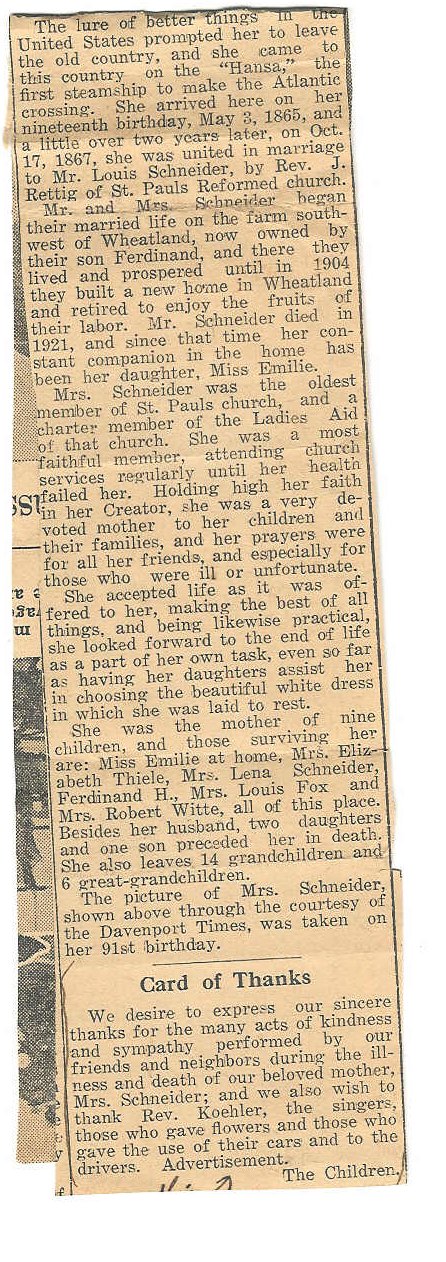 The lure of better things in the
United States prompted her to leave
the old country, and she came to
this country on the "Hansa," the
first steamship to make the Atlantic
crossing. She arrived here on her
nineteenth birthday, May 3, 1865, and
a little over two years later, on Oct.
17, 1867, she was united in marriage
to Mr. Louis Schneider, by Rev. J.
Rettig of St. Pauls Reformed church.
Mr. and Mrs. Schneider began
their married life on the farm south-
west of Wheatland, now owned by
their son Ferdinand, and there they
lived and prospered until in 1904
they built a new home in Wheatland
and retired to enjoy the fruits of
their labor. Mr. Schneider died in
1921, and since that time her con-
stant companion in the home has
been her daughter, Miss Emilie.
Mrs. Schneider was the oldest
member of St. Pauls church, and a
charter member of the Ladies Aid
of that church. She was a most
faithful member, attending church
services regularly until her health
failed her. Holding high her faith
in her Creator, she was a very de-
voted mother to her children and
their families, and her prayers were
for all her friends, and especially for
those who were ill or unfortunate.
She accepted life as it was of-
fered to her, making the best of all
things, and being likewise practical,
she looked forward to the end of life
as a part of her own task, even so far
as having her daughters assist her
in choosing the beautiful white dress
in which she was laid to rest.
She was the mother of nine
children, and those surviving her
are: Miss Emilie at home, Mrs. Eliz-
abeth Thiele, Mrs. Lena Schneider,
Ferdinand H., Mrs. Louis Fox and
Mrs. Robert Witte, all of this place.
Besides her husband, two daughters
and one son preceded her in death.
She also leaves 14 grandchildren and
6 great-grandchildren.
The picture of Mrs. Schneider,
shown above through the courtesy of
the Davenport Times, was taken on
her 91st birthday.
Card of Thanks
We desire to express our sincere
thanks for the many acts of kindness
and sympathy performed by our
friends and neighbors during the ill-
ness and death of our beloved mother,
Mrs. Schneider; and we also wish to
thank Rev. Koehler, the singers,
those who gave flowers and those who
gave the use of their cars and to the
drivers. Advertisement.
The Children.